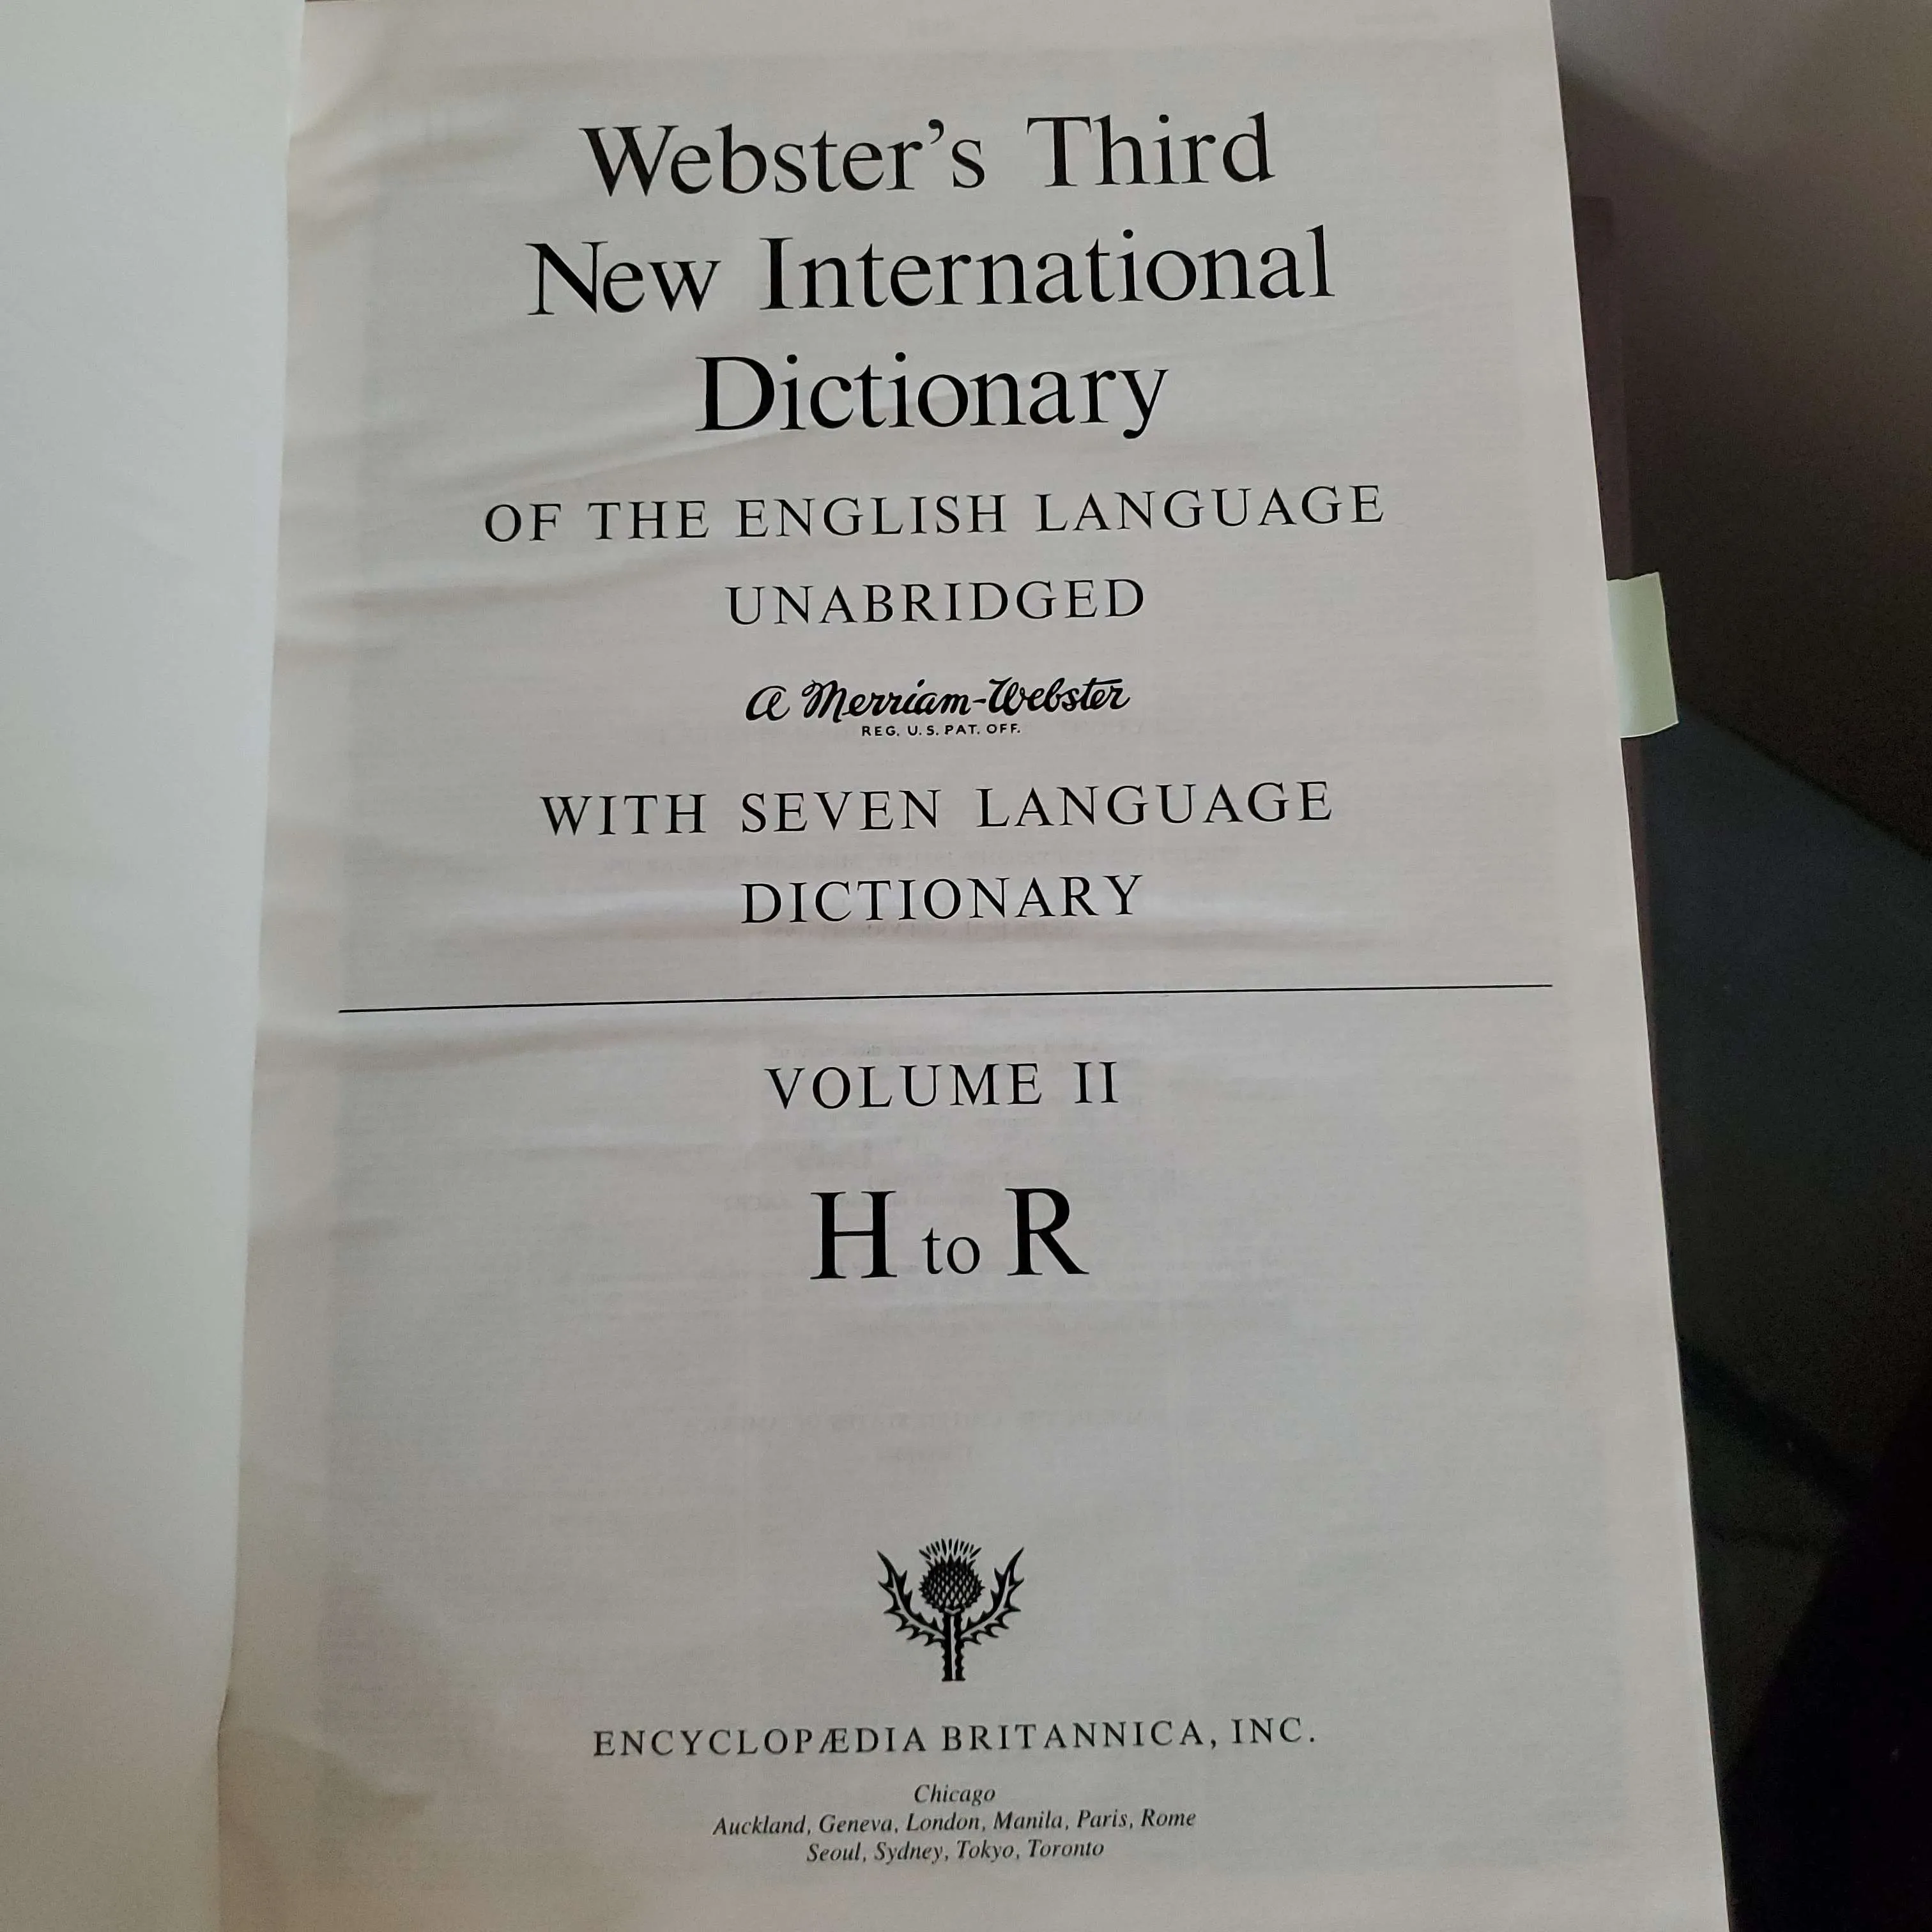 Webster's Third
New International
Dictionary
OF THE ENGLISH LANGUAGE
UNABRIDGED
a Merriam-Webster
REG. U.S. PAT. OFF.
WITH SEVEN LANGUAGE
DICTIONARY
VOLUME II
H to R
ENCYCLOPÆDIA BRITANNICA, INC.
Chicago
Auckland, Geneva, London, Manila, Paris, Rome
Seoul, Sydney, Tokyo, Toronto